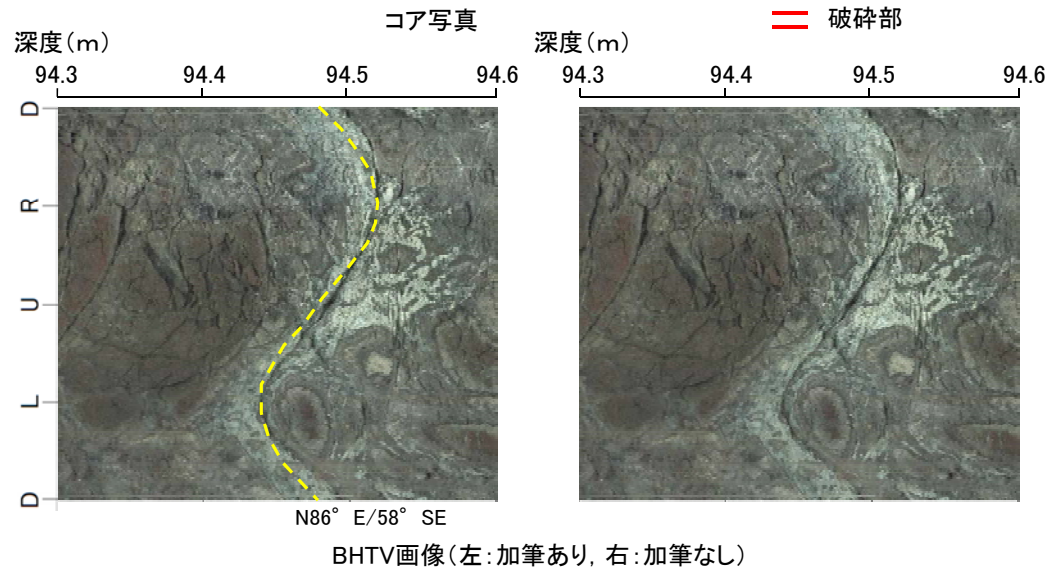 コア写真
破砕部
深度(m)
深度(m)
94.3 94.4 94.5 94.6
94.3 94.4 94.5 94.6
D
R
U
L
D
N86° E/58° SE
BHTV画像(左:加筆あり, 右:加筆なし)